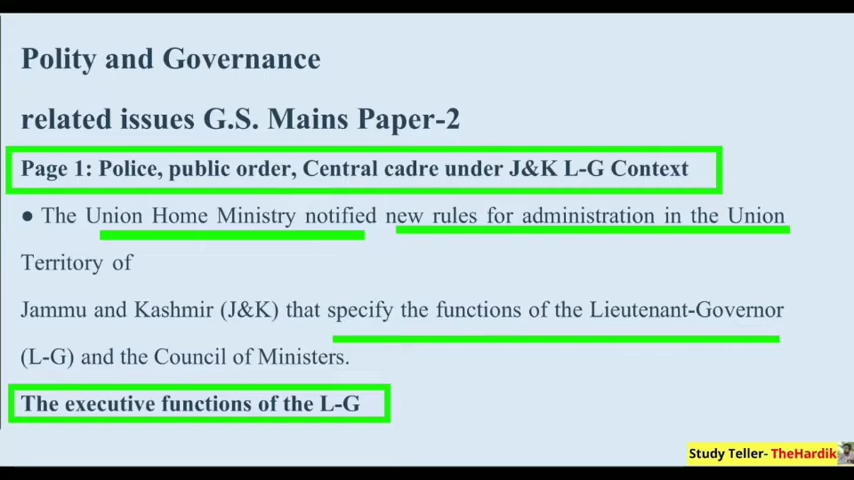 Polity and Governance
related issues G.S. Mains Paper-2
Page 1: Police, public order, Central cadre under J&K L-G Context
● The Union Home Ministry notified new rules for administration in the Union
Territory of
Jammu and Kashmir (J&K) that specify the functions of the Lieutenant-Governor
(L-G) and the Council of Ministers.
The executive functions of the L-G
Study Teller- TheHardik